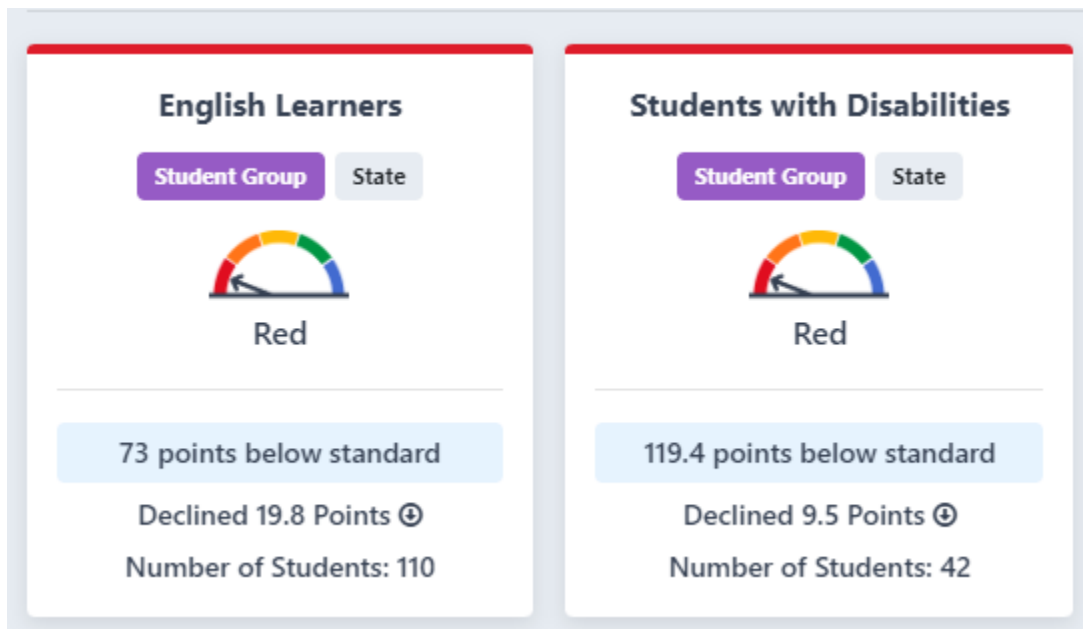 English Learners
Student Group State
Red
73 points below standard
Declined 19.8 Points
Number of Students: 110
Students with Disabilities
Student Group State
Red
119.4 points below standard
Declined 9.5 Points
Number of Students: 42